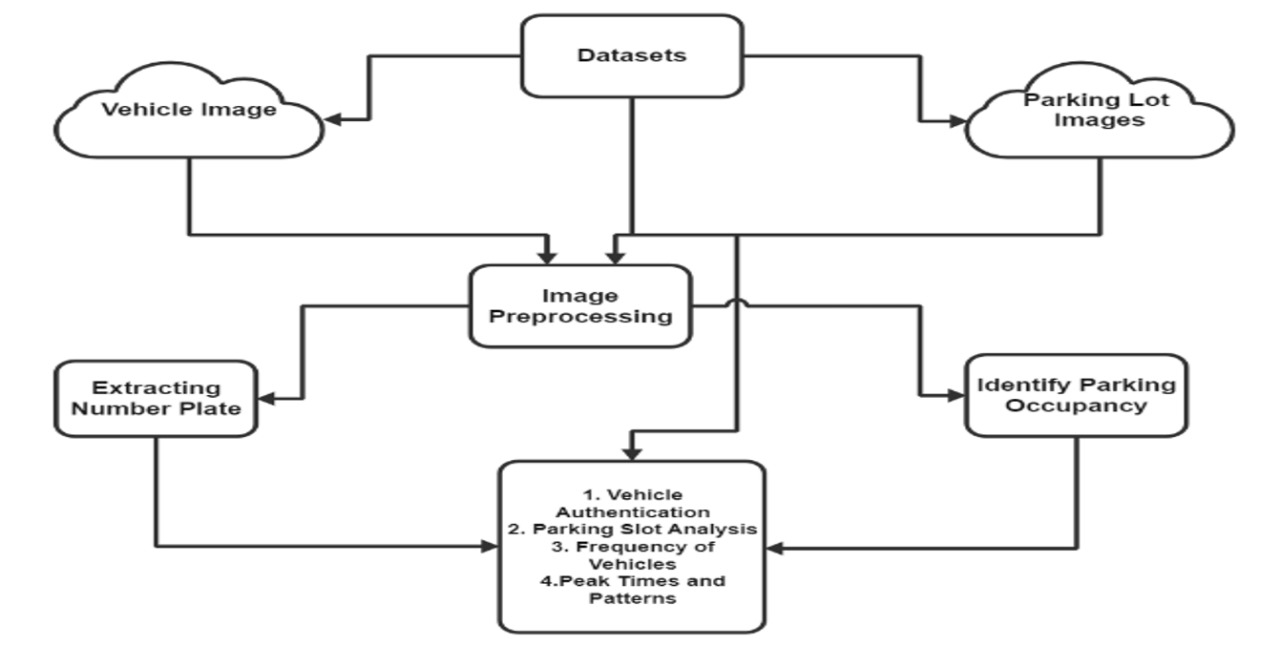 Datasets
Vehicle Image
Parking Lot
Images
Image
Preprocessing
Extracting
Number Plate
Identify Parking
Occupancy
1. Vehicle
Authentication
2. Parking Slot Analysis
3. Frequency of
Vehicles
4.Peak Times and
Patterns